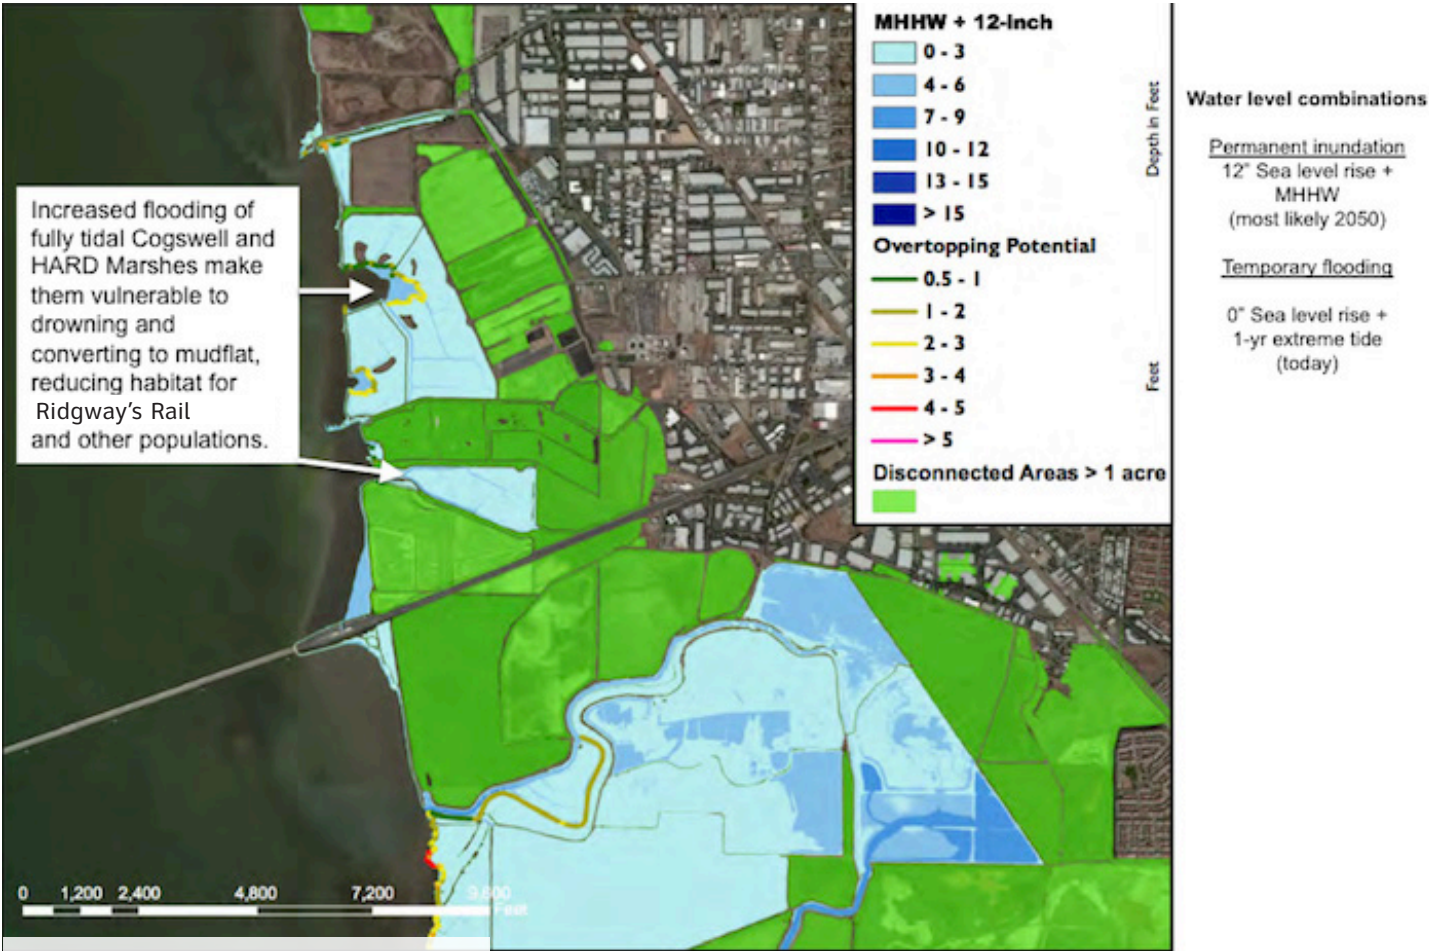 MHHW + 12-Inch
0 - 3
4 - 6
7 - 9
10 - 12
13 - 15
> 15
Depth in Feet
Overtopping Potential
0.5 - 1
1 - 2
2 - 3
3 - 4
4 - 5
> 5
Feet
Disconnected Areas > 1 acre
Water level combinations
Permanent inundation
12" Sea level rise +
MHHW
(most likely 2050)
Temporary flooding
0" Sea level rise +
1-yr extreme tide
(today)
Increased flooding of
fully tidal Cogswell and
HARD Marshes make
them vulnerable to
drowning and
converting to mudflat,
reducing habitat for
Ridgway's Rail
and other populations.
0 1,200 2,400 4,800 7,200 9,600
Feet